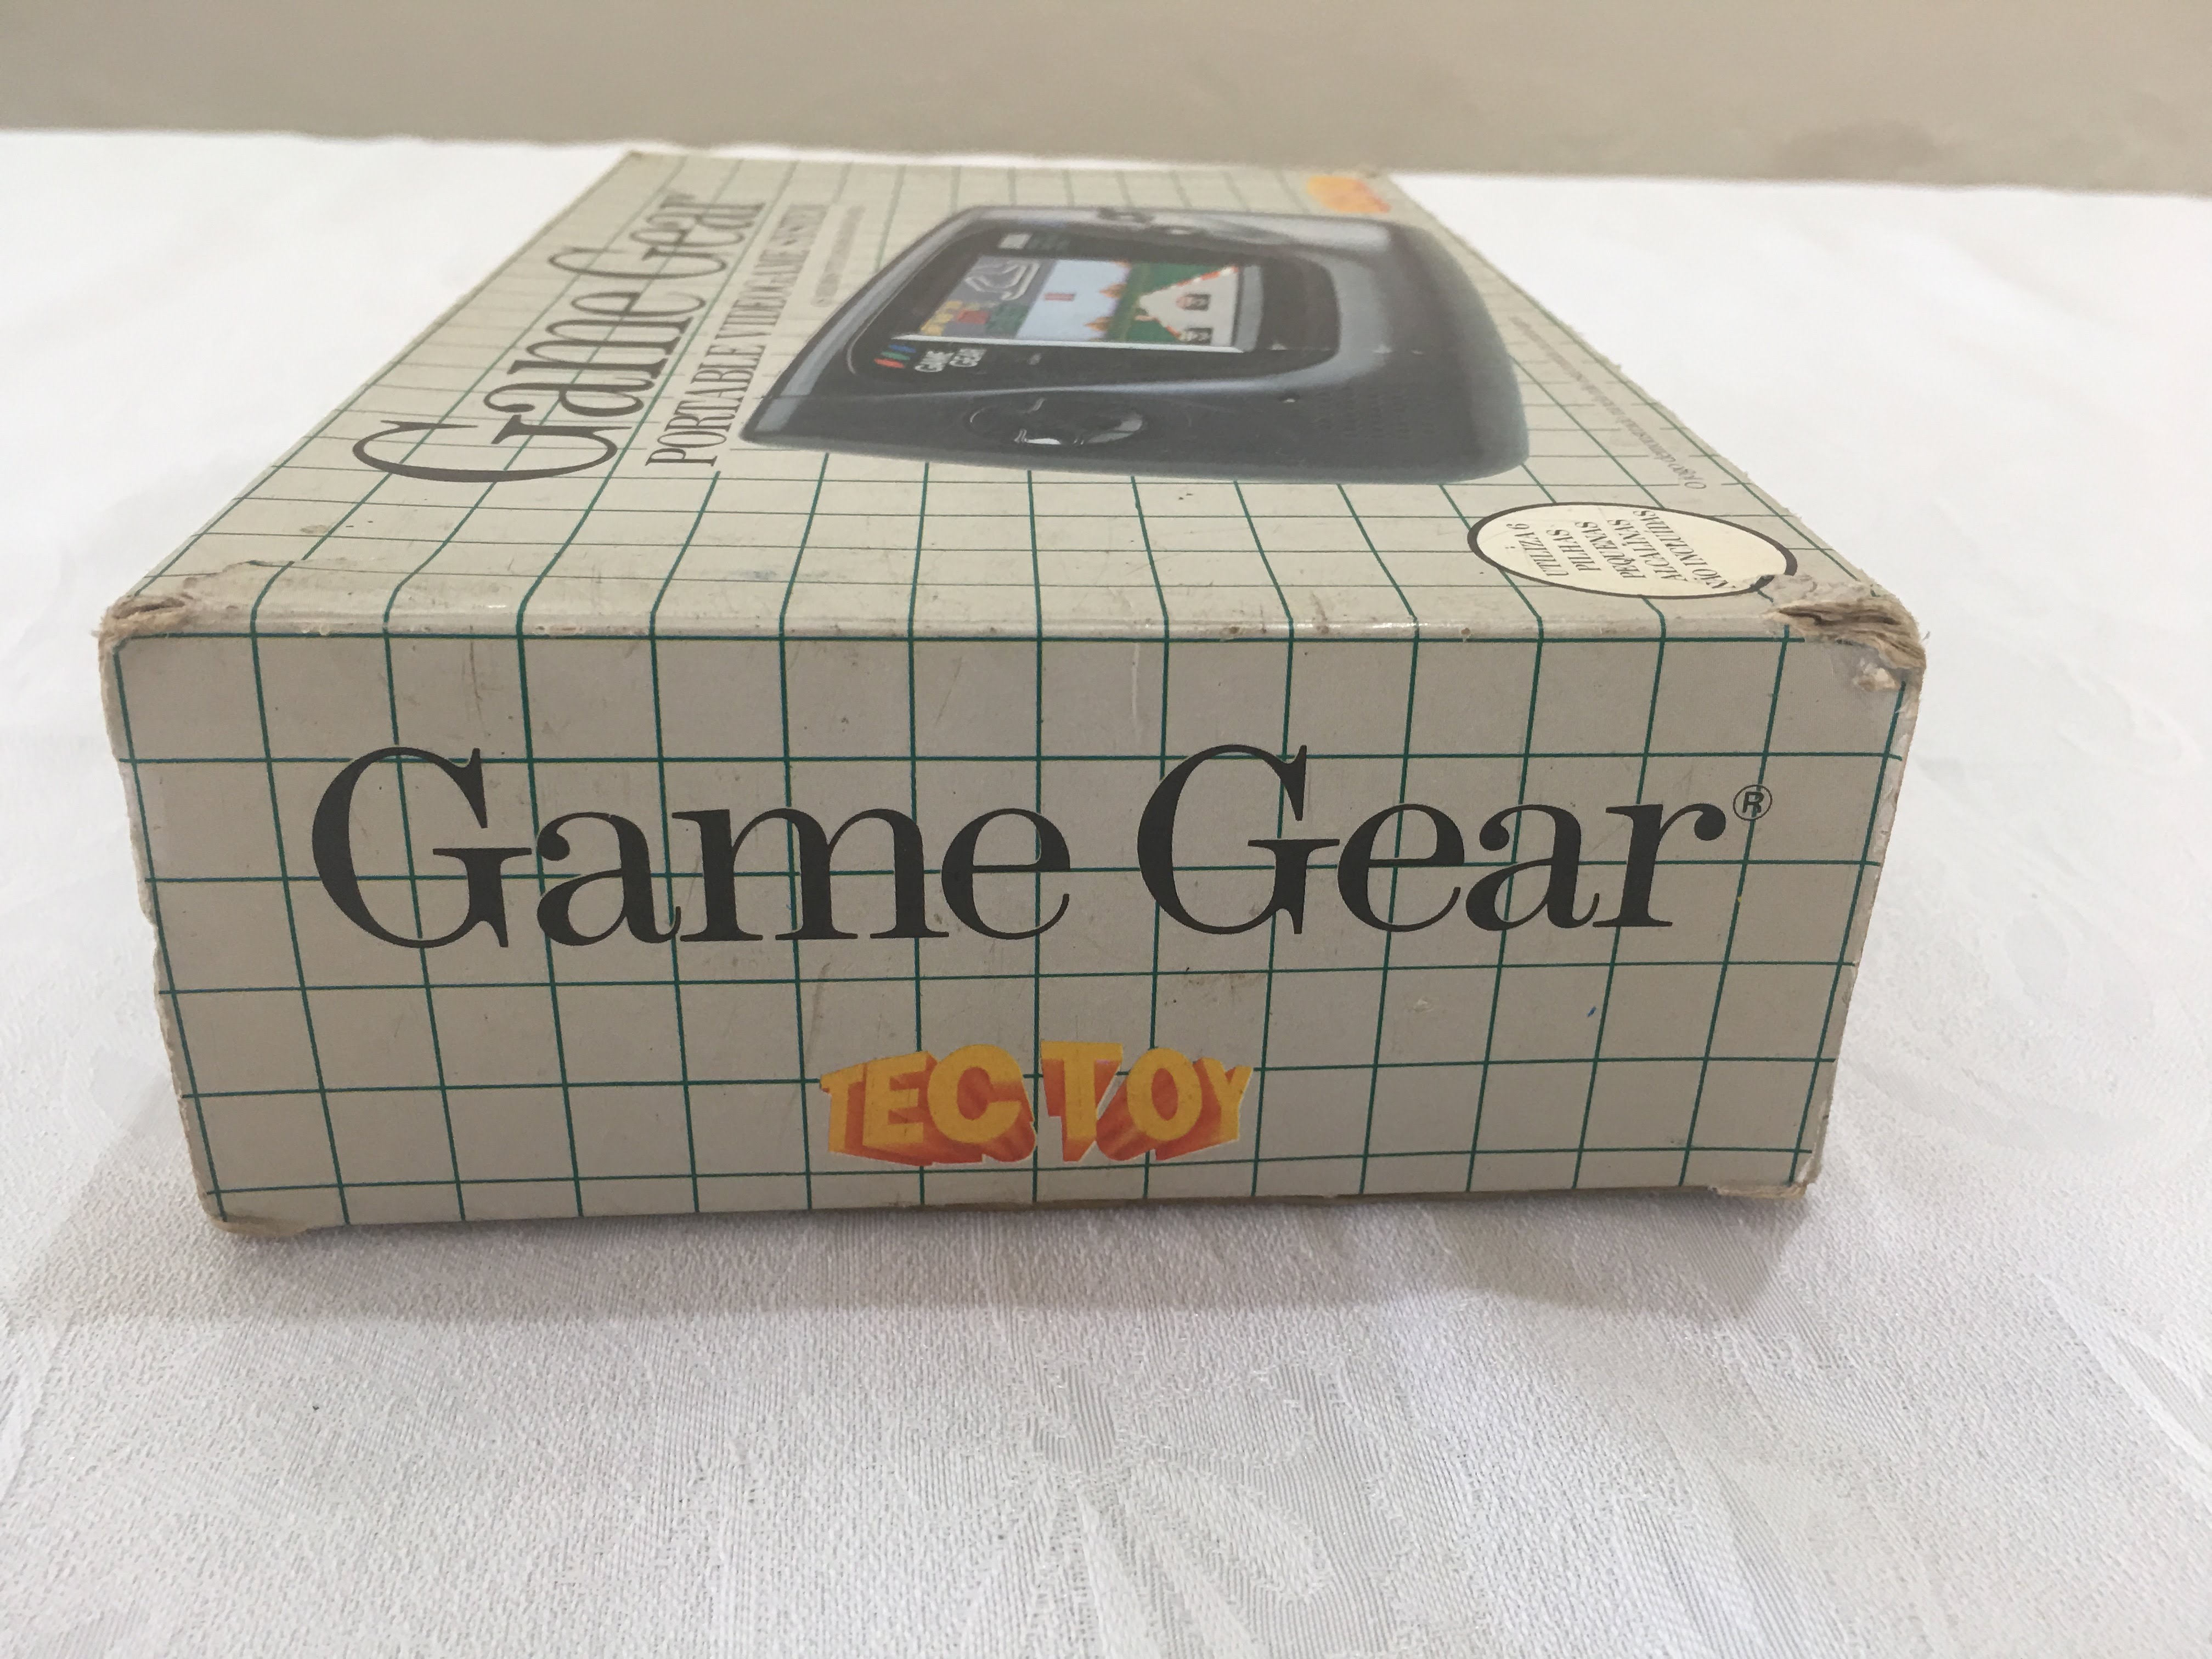 Game Gear
PORTABLE VIDEO GAME SYSTEM
GAME
GEAR
UTILIZA 6
PILHAS
PEQUENAS
ALCALINAS
NÃO INCLUÍDAS
Game Gear®
TEC TOY